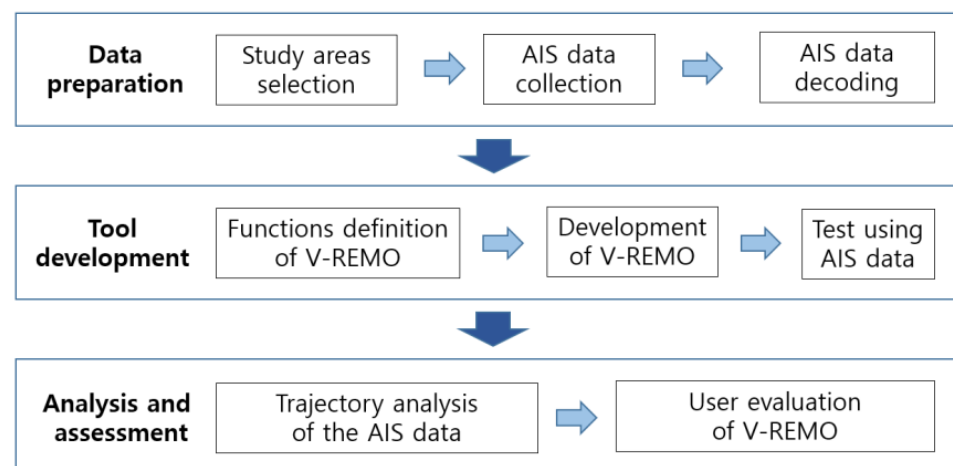 Data
preparation
Study areas
selection
AIS data
collection
AIS data
decoding
Tool
development
Functions definition
of V-REMO
Development
of V-REMO
Test using
AIS data
Analysis and
assessment
Trajectory analysis
of the AIS data
User evaluation
of V-REMO